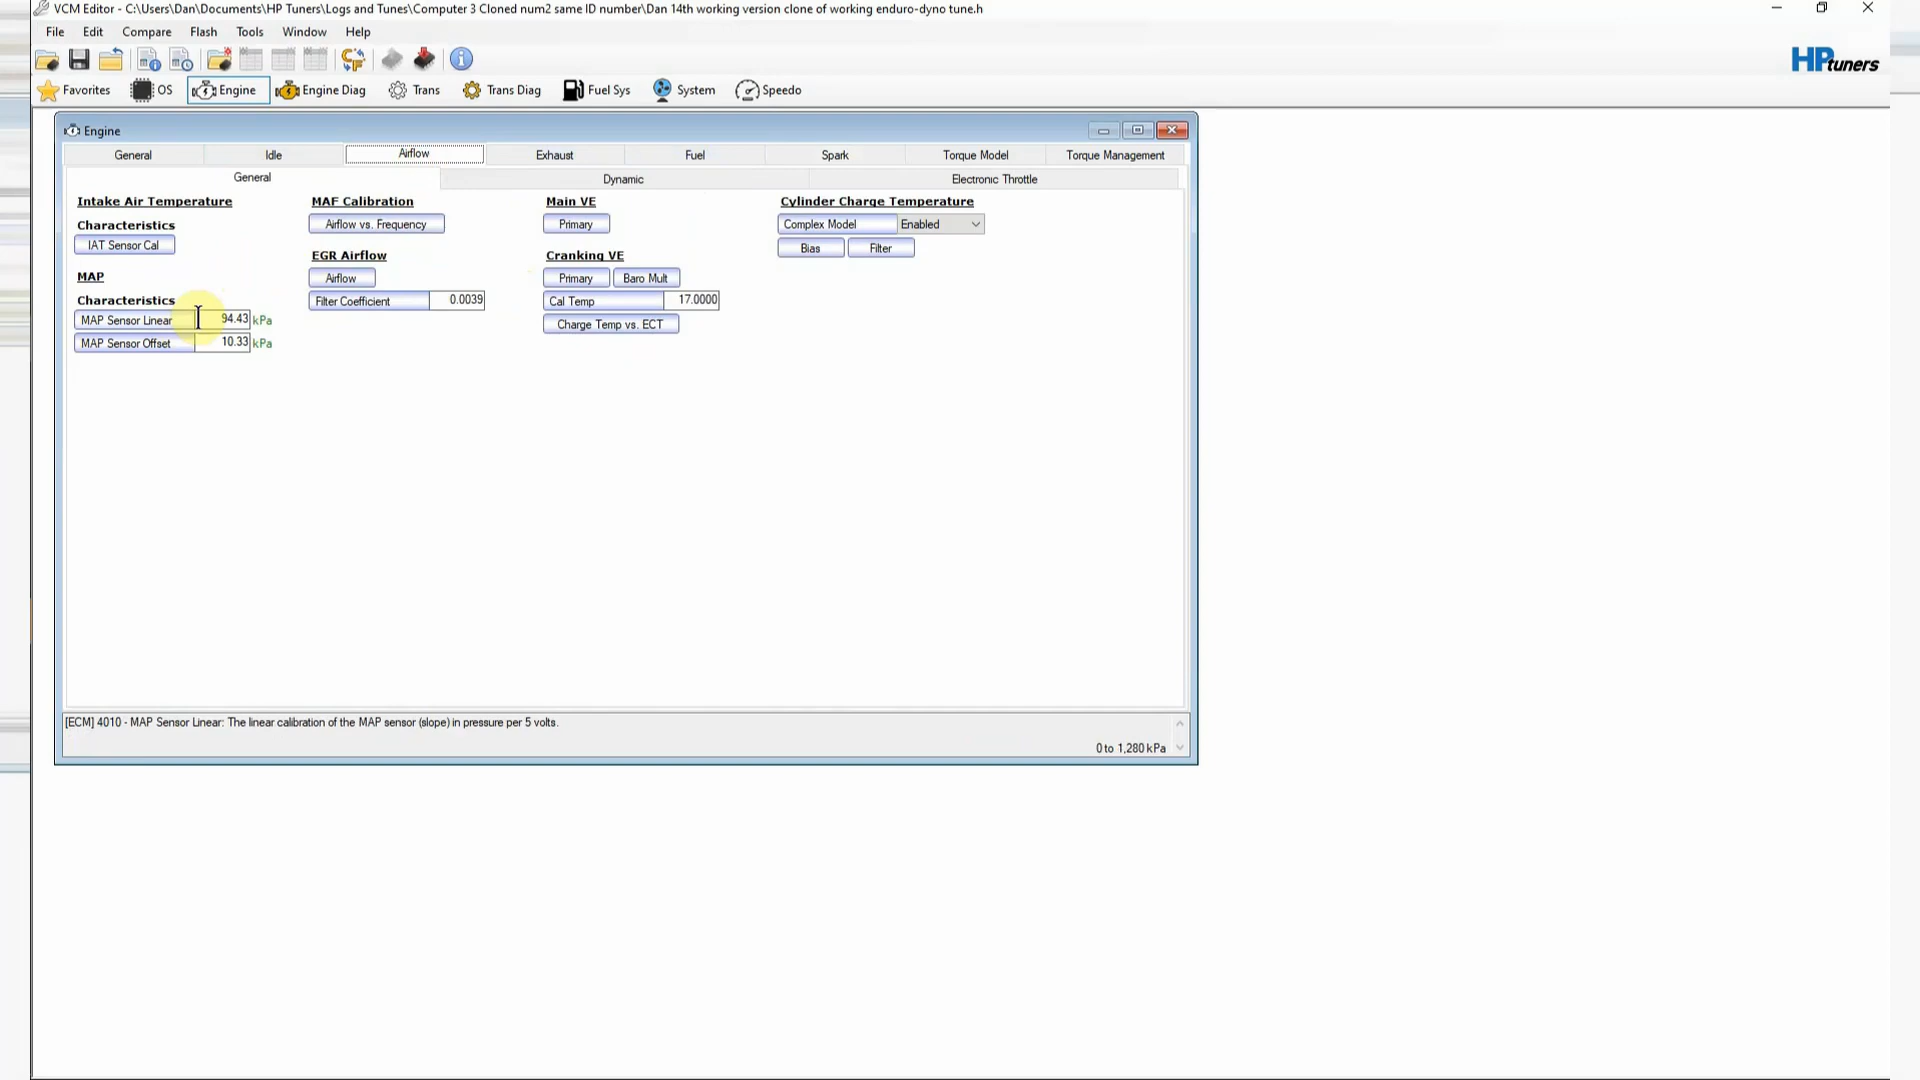 VCM Editor - C:\Users\Dan\Documents\HP Tuners\Logs and Tunes\Computer 3 Cloned num2 same ID number\Dan 14th working version clone of working enduro-dyno tune.h
File Edit Compare Flash Tools Window Help
HPtuners
Favorites OS Engine Engine Diag Trans Trans Diag Fuel Sys System Speedo
Engine
General Idle Airflow Exhaust Fuel Spark Torque Model Torque Management
General Dynamic Electronic Throttle
Intake Air Temperature
Characteristics
IAT Sensor Cal
MAP
Characteristics
MAP Sensor Linear 94.43 kPa
MAP Sensor Offset 10.33 kPa
MAF Calibration
Airflow vs. Frequency
EGR Airflow
Airflow
Filter Coefficient 0.0039
Main VE
Primary
Cranking VE
Primary Baro Mult
Cal Temp 17.0000
Charge Temp vs. ECT
Cylinder Charge Temperature
Complex Model Enabled
Bias Filter
[ECM] 4010 - MAP Sensor Linear: The linear calibration of the MAP sensor (slope) in pressure per 5 volts.
0 to 1,280 kPa